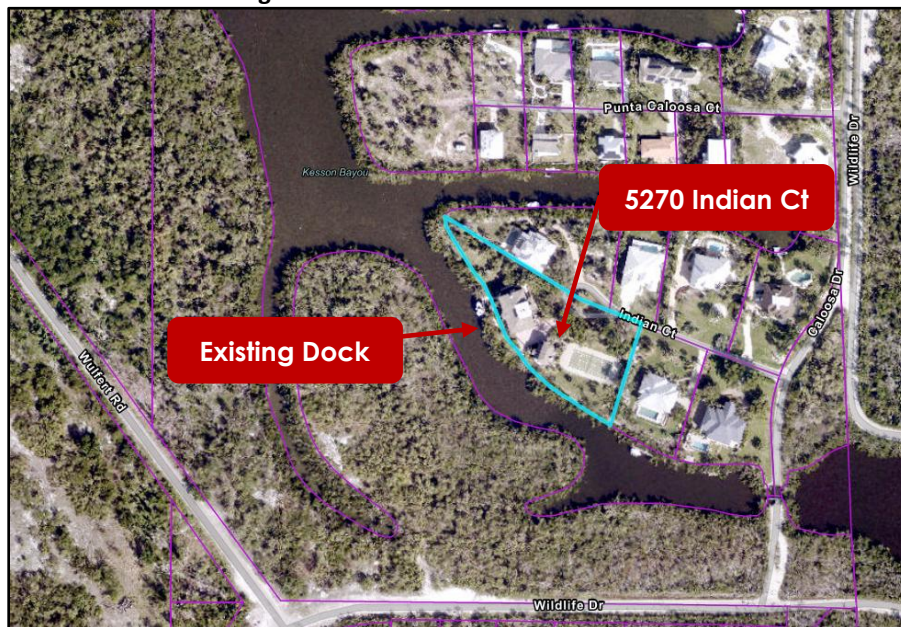 Punta Caloosa Ct
Wildlife Dr
Kesson Bayou
5270 Indian Ct
Indian Ct
Caloosa Dr
Existing Dock
Wulfert Rd
Wildlife Dr